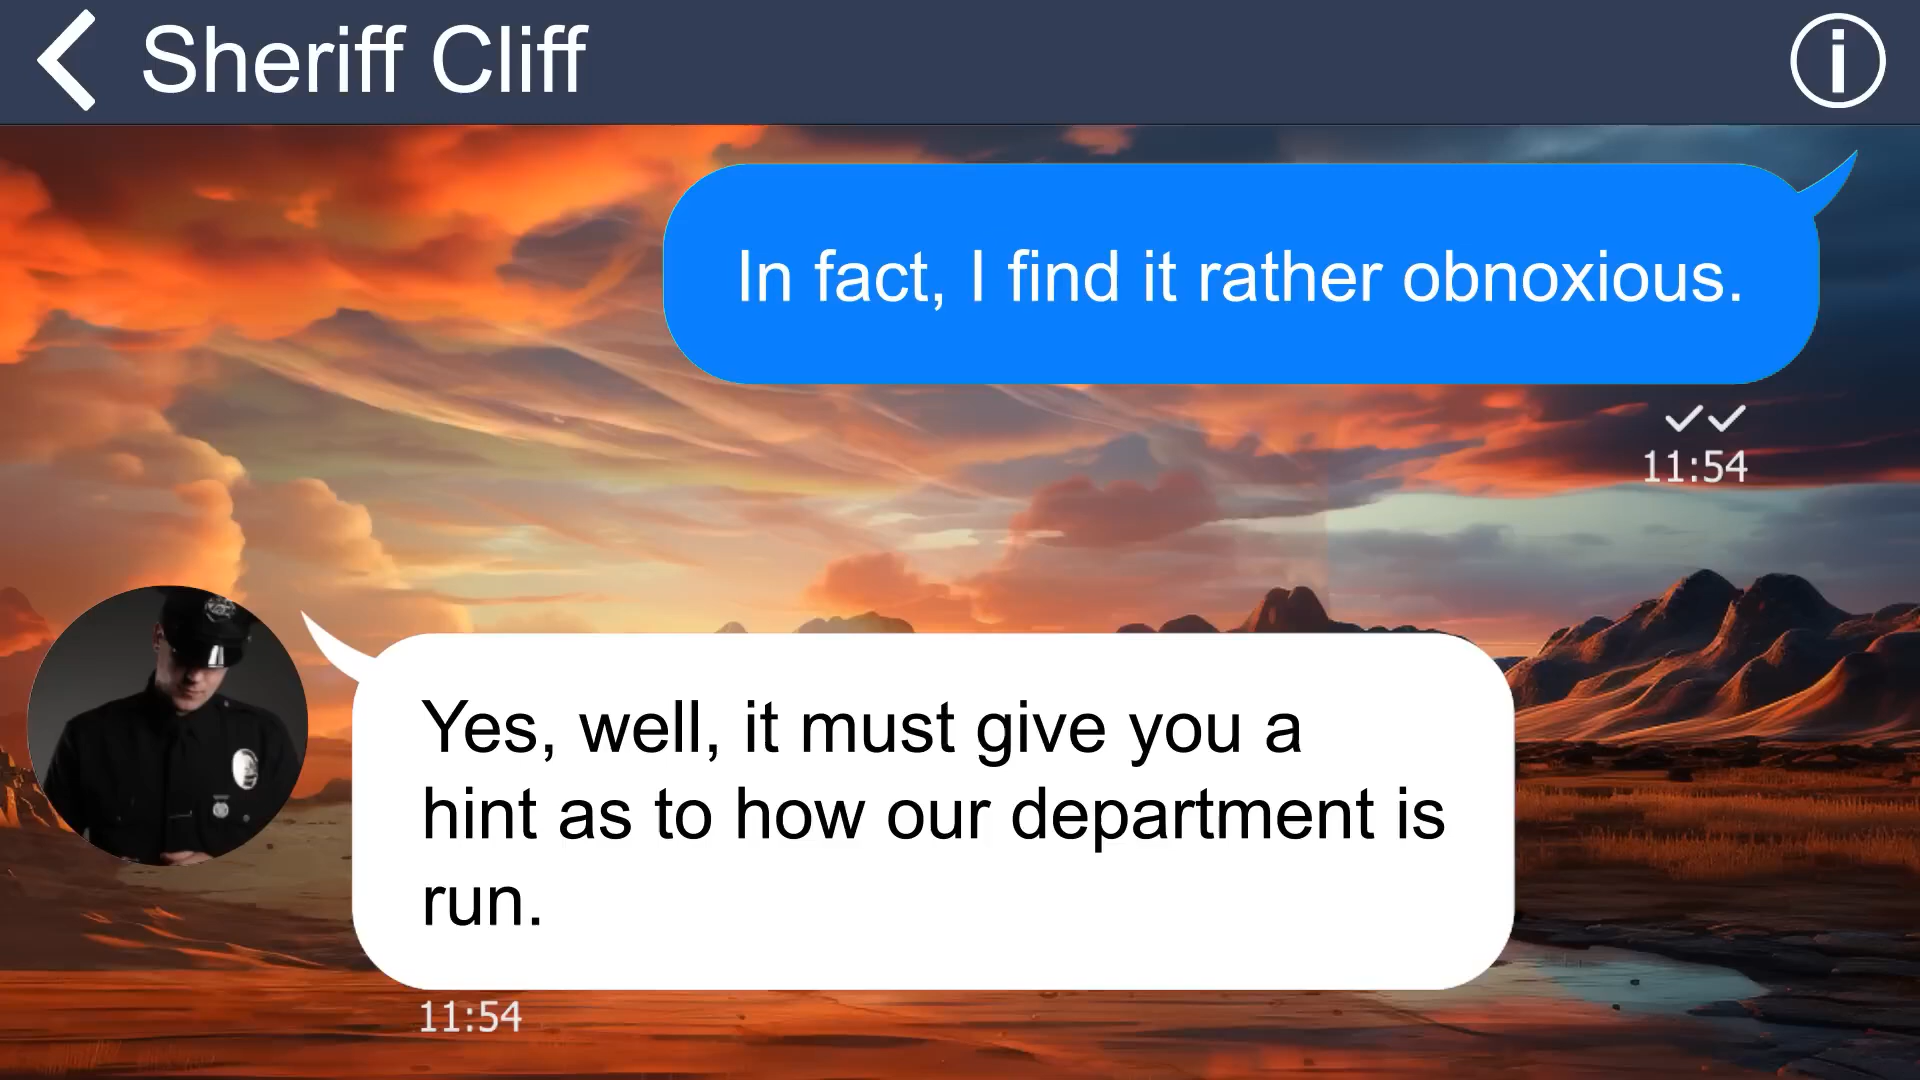 Sheriff Cliff
In fact, I find it rather obnoxious.
11:54
Yes, well, it must give you a
hint as to how our department is
run.
11:54